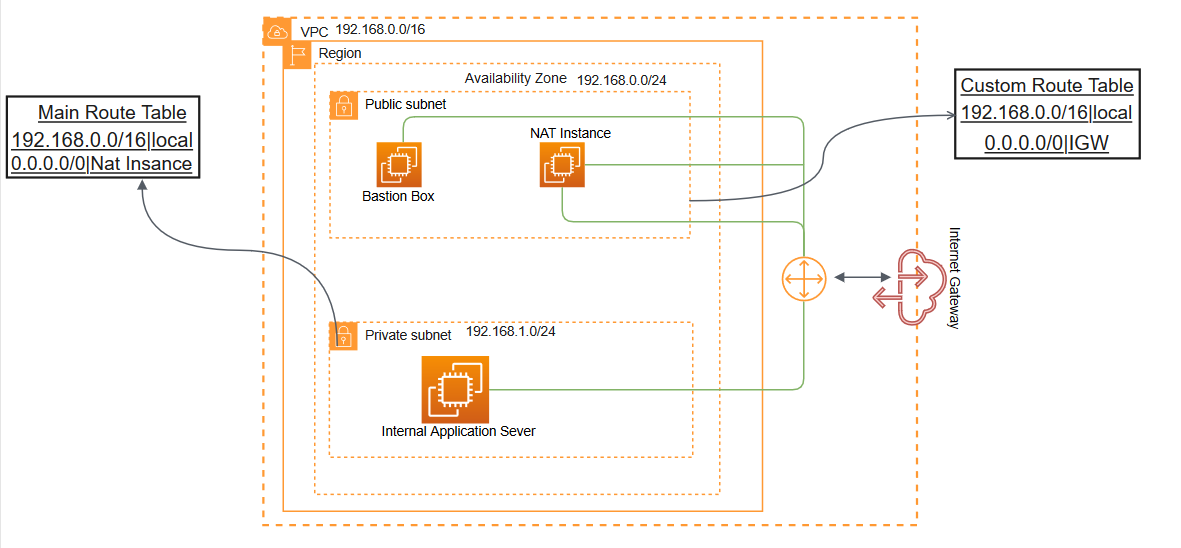 VPC 192.168.0.0/16
Region
Availability Zone 192.168.0.0/24
Public subnet
NAT Instance
Bastion Box
Main Route Table
192.168.0.0/16|local
0.0.0.0/0|Nat Insance
Custom Route Table
192.168.0.0/16|local
0.0.0.0/0|IGW
Internet Gateway
Private subnet 192.168.1.0/24
Internal Application Sever